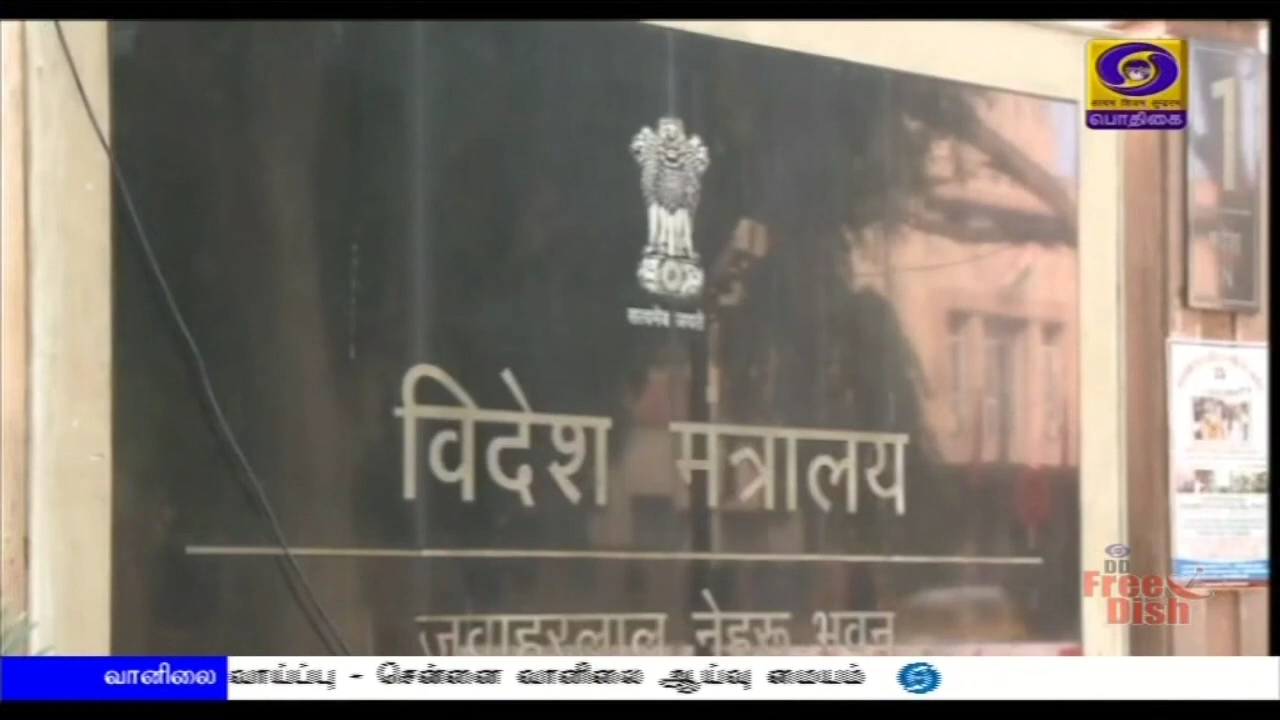 सत्यमेव जयते
विदेश मंत्रालय
जवाहरलाल नेहरू भवन
பொதிகை
DD
Free
Dish
வானிலை வாய்ப்பு - சென்னை வானிலை ஆய்வு மையம்